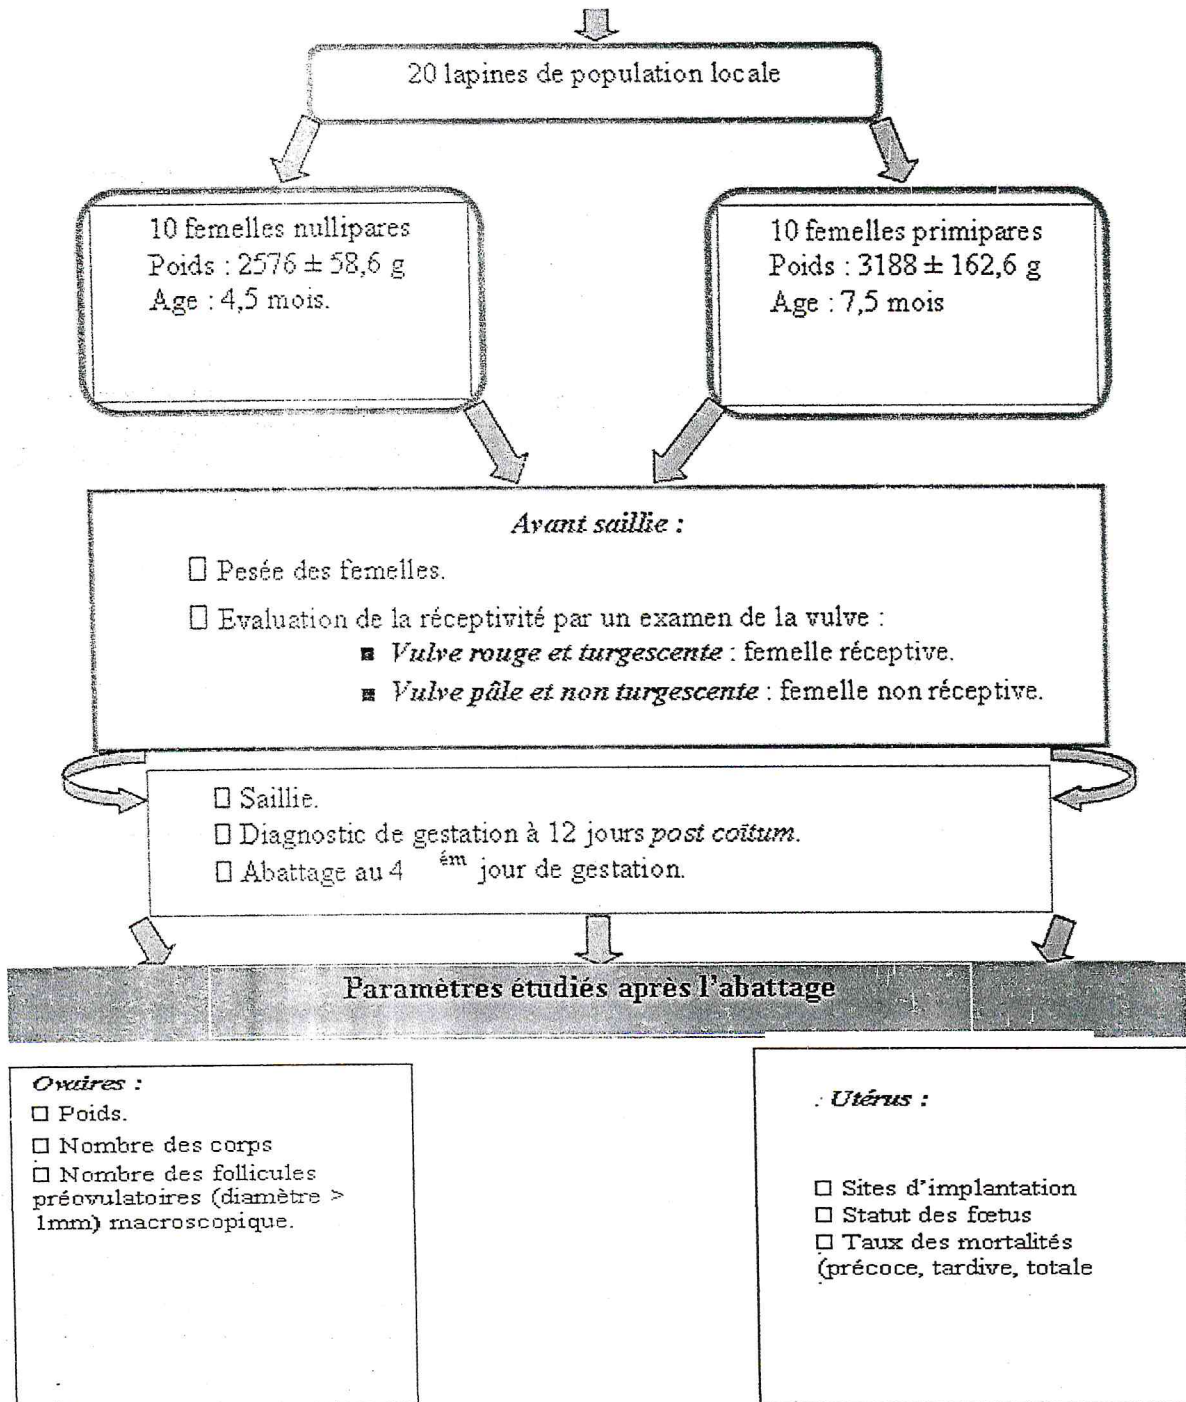 20 lapines de population locale
10 femelles nullipares
Poids : 2576 ± 58,6 g
Age : 4,5 mois.
10 femelles primipares
Poids : 3188 ± 162,6 g
Age : 7,5 mois
Avant saillie :
□ Pesée des femelles.
□ Evaluation de la réceptivité par un examen de la vulve :
■ Vulve rouge et turgescente : femelle réceptive.
■ Vulve pâle et non turgescente : femelle non réceptive.
□ Saillie.
□ Diagnostic de gestation à 12 jours post coïtum.
□ Abattage au 4 ém jour de gestation.
Paramètres étudiés après l'abattage
Ovaires :
□ Poids.
□ Nombre des corps
□ Nombre des follicules
préovulatoires (diamètre >
1mm) macroscopique.
Utérus :
□ Sites d'implantation
□ Statut des fœtus
□ Taux des mortalités
(précoce, tardive, totale